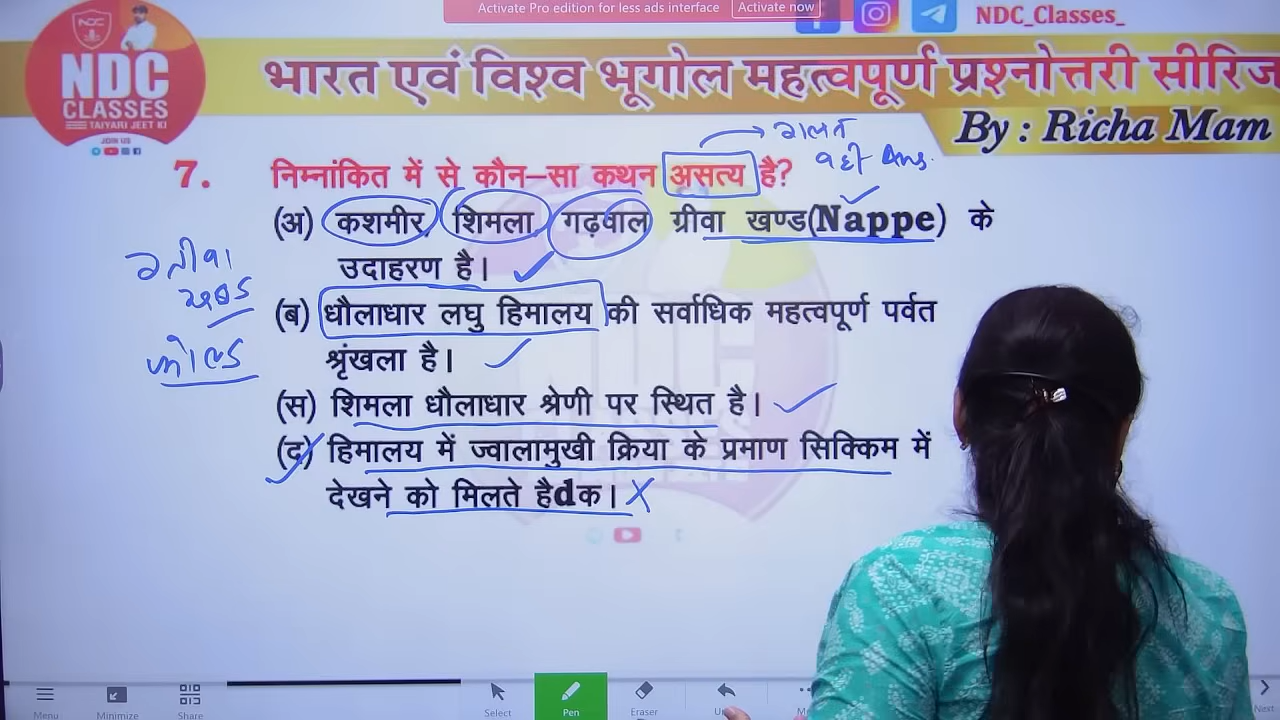 Activate Pro edition for less ads interface Activate now
NDC_Classes_
NDC
NDC
CLASSES
TAIYARI JEET KI
JOIN US
भारत एवं विश्व भूगोल महत्वपूर्ण प्रश्नोत्तरी सीरिज
By : Richa Mam
गलत
वही Ans.
7. निम्नांकित में से कौन–सा कथन असत्य है?
(अ) कशमीर, शिमला, गढ़वाल ग्रीवा खण्ड(Nappe) के
उदाहरण है।
ग्रीवा
खण्ड
(ब) धौलाधार लघु हिमालय की सर्वाधिक महत्वपूर्ण पर्वत
श्रृंखला है।
(स) शिमला धौलाधार श्रेणी पर स्थित है।
(द) हिमालय में ज्वालामुखी क्रिया के प्रमाण सिक्किम में
देखने को मिलते हैdक।
Menu Minimize Share Select Pen Eraser Next